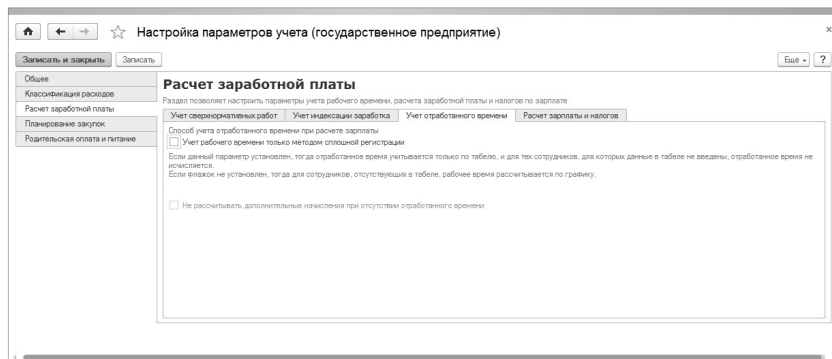 Настройка параметров учета (государственное предприятие)
Записать и закрыть Записать Еще ?
Общее
Классификация расходов
Расчет заработной платы
Планирование закупок
Родительская оплата и питание
Расчет заработной платы
Раздел позволяет настроить параметры учета рабочего времени, расчета заработной платы и налогов по зарплате
Учет сверхнормативных работ Учет индексации заработка Учет отработанного времени Расчет зарплаты и налогов
Способ учета отработанного времени при расчете зарплаты
Учет рабочего времени только методом сплошной регистрации
Если данный параметр установлен, тогда отработанное время учитывается только по табелю, и для тех сотрудников, для которых данные в табеле не введены, отработанное время не
исчисляется.
Если флажок не установлен, тогда для сотрудников, отсутствующих в табеле, рабочее время рассчитывается по графику.
Не рассчитывать дополнительные начисления при отсутствии отработанного времени